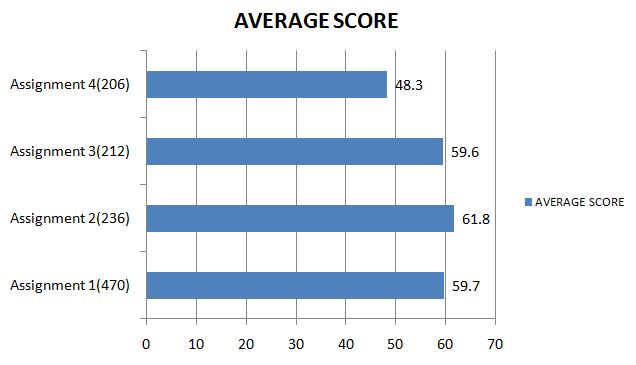 AVERAGE SCORE
Assignment 4(206)
48.3
Assignment 3(212)
59.6
Assignment 2(236)
61.8
Assignment 1(470)
59.7
AVERAGE SCORE
0 10 20 30 40 50 60 70